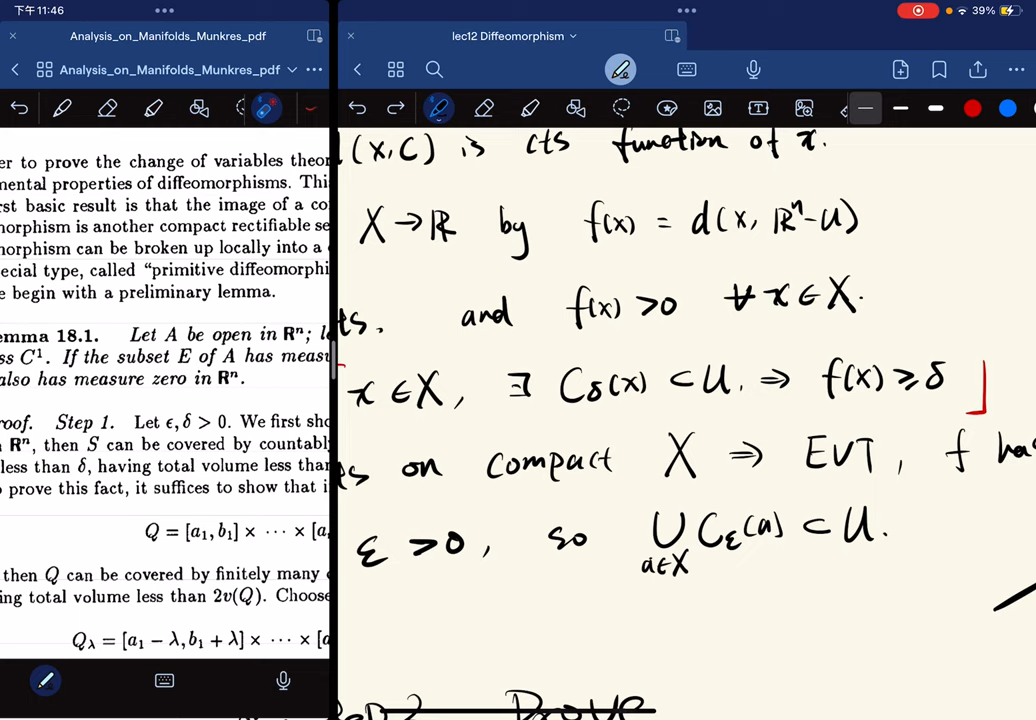 下午11:46
39%
Analysis_on_Manifolds_Munkres_pdf
lec12 Diffeomorphism
Analysis_on_Manifolds_Munkres_pdf
er to prove the change of variables theor
mental properties of diffeomorphisms. Thi
rst basic result is that the image of a co
morphism is another compact rectifiable se
morphism can be broken up locally into a
ecial type, called "primitive diffeomorphi
e begin with a preliminary lemma.
emma 18.1. Let A be open in Rⁿ; l
ss C¹. If the subset E of A has measu
also has measure zero in Rⁿ.
roof. Step 1. Let ϵ, δ > 0. We first sho
n Rⁿ, then S can be covered by countabl
less than δ, having total volume less than
o prove this fact, it suffices to show that i
Q = [a₁, b₁] × ⋯ × [a
then Q can be covered by finitely many
ing total volume less than 2v(Q). Choose
Q_λ = [a₁ − λ, b₁ + λ] × ⋯ × [a
(x, C) is cts function of x.
X → ℝ by f(x) = d(x, ℝⁿ-U)
ts. and f(x) > 0 ∀ x ∈ X.
x ∈ X, ∃ C_δ(x) ⊂ U, ⇒ f(x) ≥ δ ]
ts on compact X ⇒ EVT, f has
ε > 0, so ⋃_{a∈X} C_ε(a) ⊂ U.
Prove